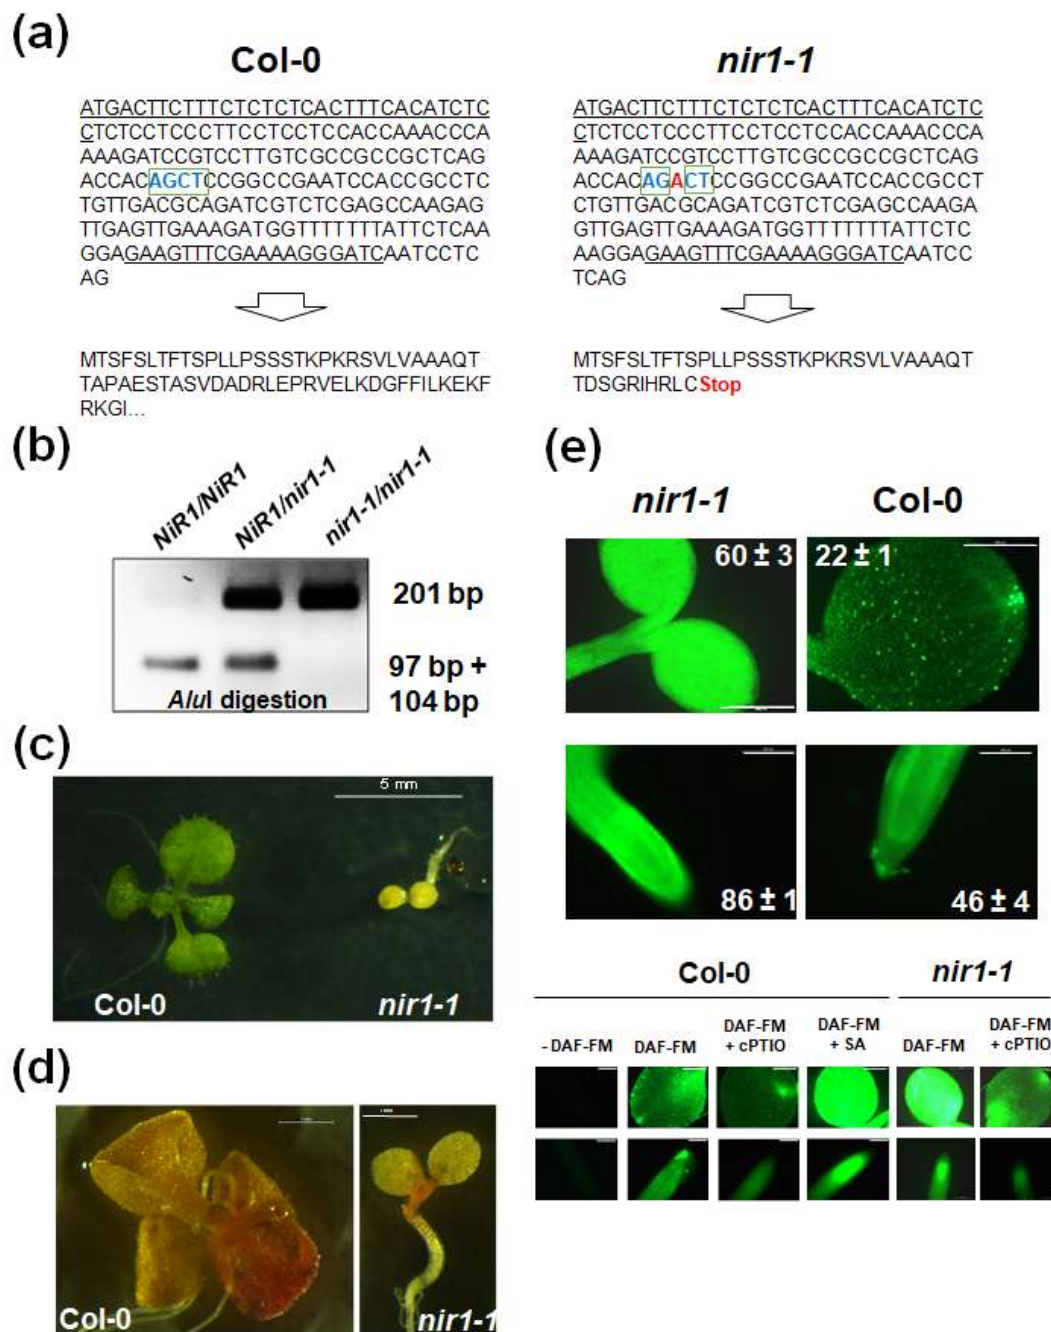 (a)
Col-0
ATGACTTCTTTCTCTCTCACTTTCACATCTC
CTCTCCTCCCTTCCTCCTCCACCAAACCCA
AAAGATCCGTCCTTGTCGCCGCCGCTCAG
ACCACAGCTCCGGCCGAATCCACCGCCTC
TGTTGACGCAGATCGTCTCGAGCCAAGAG
TTGAGTTGAAAGATGGTTTTTTTATTCTCAA
GGAGAAGTTTCGAAAAGGGATCAATCCTC
AG
MTSFSLTFTSPLLPSSSTKPKRSVLVAAAQT
TAPAESTASVDADRLEPRVELKDGFFILKEKF
RKGI...
nir1-1
ATGACTTCTTTCTCTCTCACTTTCACATCTC
CTCTCCTCCCTTCCTCCTCCACCAAACCCA
AAAGATCCGTCCTTGTCGCCGCCGCTCAG
ACCACAGACTCCGGCCGAATCCACCGCCT
CTGTTGACGCAGATCGTCTCGAGCCAAGA
GTTGAGTTGAAAGATGGTTTTTTTATTCTC
AAGGAGAAGTTTCGAAAAGGGATCAATCC
TCAG
MTSFSLTFTSPLLPSSSTKPKRSVLVAAAQT
TDSGRIHRLC Stop
(b)
NiR1/NiR1
NiR1/nir1-1
nir1-1/nir1-1
201 bp
97 bp +
104 bp
AluI digestion
(c)
5 mm
Col-0
nir1-1
(d)
Col-0
nir1-1
(e)
nir1-1
Col-0
60 ± 3
22 ± 1
86 ± 1
46 ± 4
Col-0
nir1-1
- DAF-FM
DAF-FM
DAF-FM
+ cPTIO
DAF-FM
+ SA
DAF-FM
DAF-FM
+ cPTIO